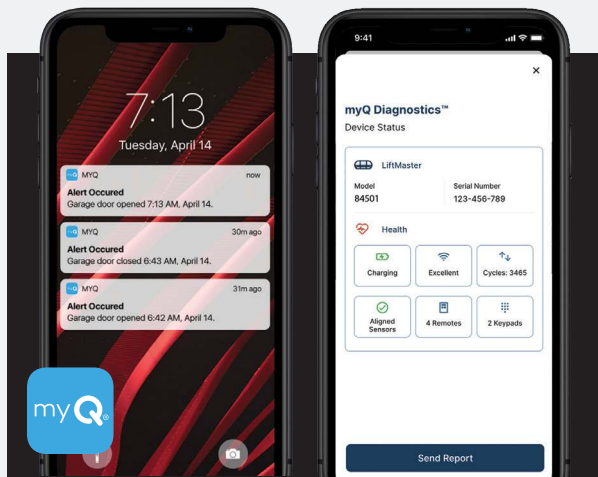 7:13
Tuesday, April 14
myQ MYQ now
Alert Occured
Garage door opened 7:13 AM, April 14.
myQ MYQ 30m ago
Alert Occured
Garage door closed 6:43 AM, April 14.
myQ MYQ 31m ago
Alert Occured
Garage door opened 6:42 AM, April 14.
myQ®
9:41
myQ Diagnostics™
Device Status
LiftMaster
Model Serial Number
84501 123-456-789
Health
Charging Excellent Cycles: 3465
Aligned
Sensors 4 Remotes 2 Keypads
Send Report